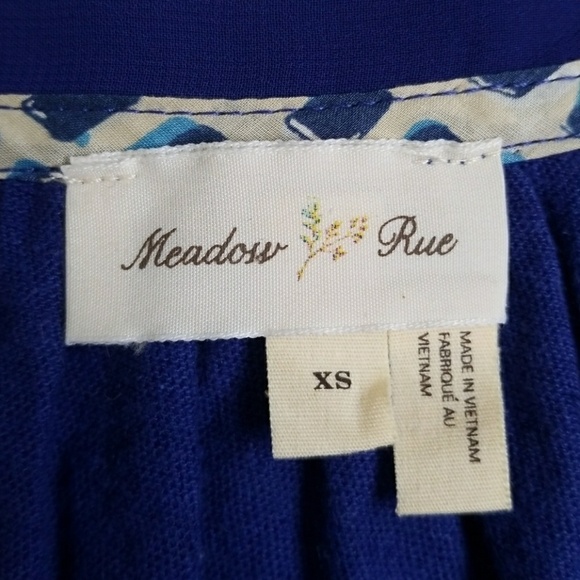 Meadow Rue
XS
MADE IN VIETNAM
FABRIQUÉ AU
VIETNAM